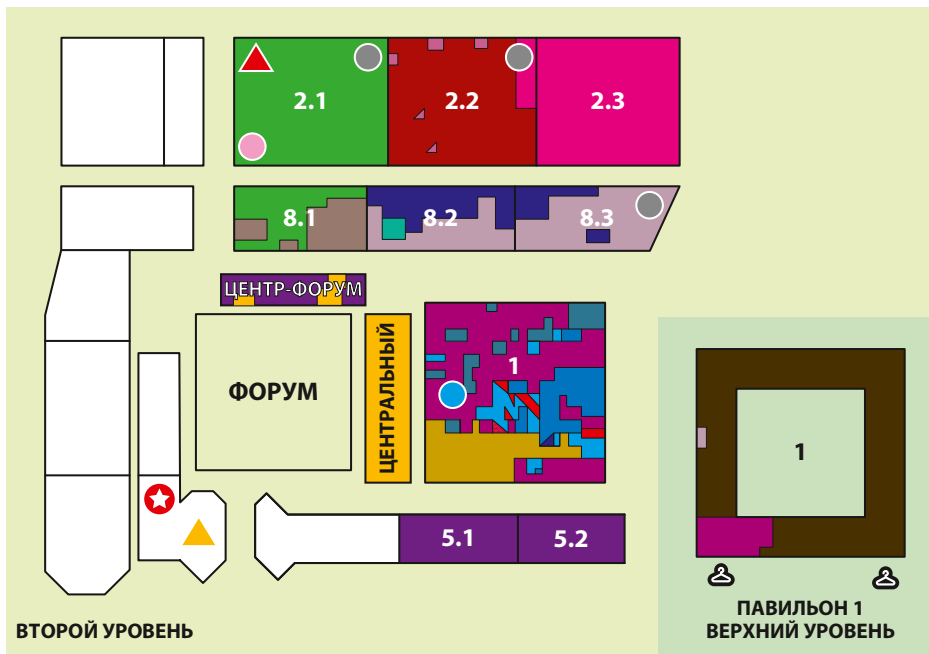 2.1
2.2
2.3
8.1
8.2
8.3
ЦЕНТР-ФОРУМ
ФОРУМ
ЦЕНТРАЛЬНЫЙ
1
5.1
5.2
ВТОРОЙ УРОВЕНЬ
1
ПАВИЛЬОН 1
ВЕРХНИЙ УРОВЕНЬ